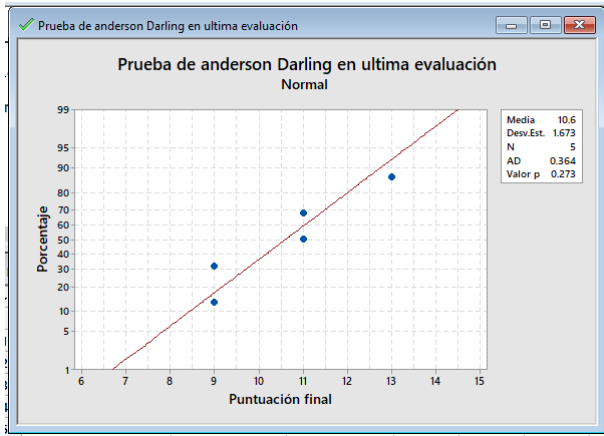 Prueba de anderson Darling en ultima evaluación
Prueba de anderson Darling en ultima evaluación
Normal
99
95
90
80
70
60
50
40
30
20
10
5
1
Porcentaje
6 7 8 9 10 11 12 13 14 15
Puntuación final
Media 10.6
Desv.Est. 1.673
N 5
AD 0.364
Valor p 0.273